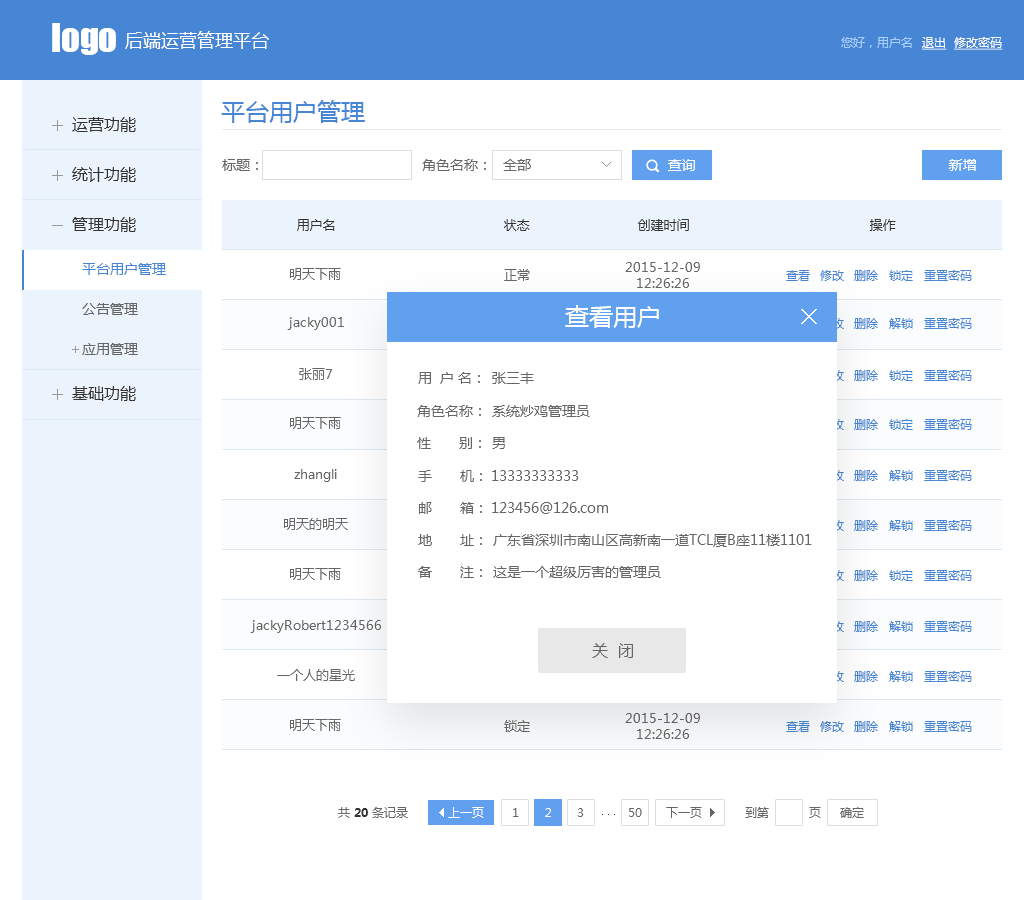 logo 后端运营管理平台
您好，用户名 退出 修改密码
+ 运营功能
+ 统计功能
— 管理功能
平台用户管理
公告管理
+应用管理
+ 基础功能
平台用户管理
标题： 角色名称： 全部 查询 新增
用户名 状态 创建时间 操作
明天下雨 正常 2015-12-09 12:26:26 查看 修改 删除 锁定 重置密码
jacky001 删除 解锁 重置密码
张丽7 删除 锁定 重置密码
明天下雨 删除 锁定 重置密码
zhangli 删除 解锁 重置密码
明天的明天 删除 解锁 重置密码
明天下雨 删除 锁定 重置密码
jackyRobert1234566 删除 解锁 重置密码
一个人的星光 删除 解锁 重置密码
明天下雨 锁定 2015-12-09 12:26:26 查看 修改 删除 解锁 重置密码
查看用户
用 户 名： 张三丰
角色名称： 系统炒鸡管理员
性 别： 男
手 机： 13333333333
邮 箱： 123456@126.com
地 址： 广东省深圳市南山区高新南一道TCL厦B座11楼1101
备 注： 这是一个超级厉害的管理员
关 闭
共 20 条记录 上一页 1 2 3 ... 50 下一页 到第 页 确定